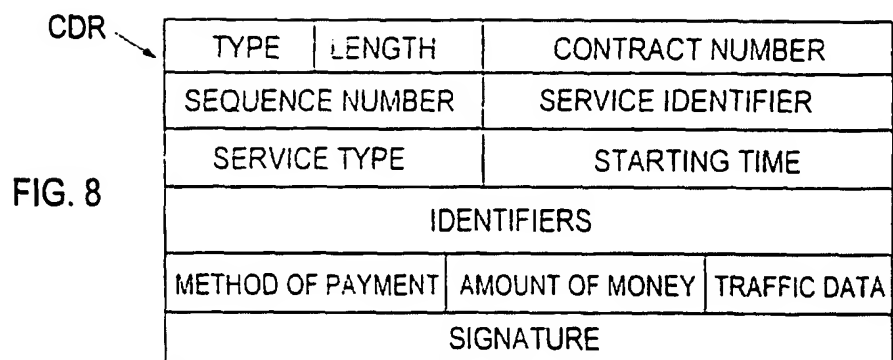 CDR
TYPE LENGTH CONTRACT NUMBER
SEQUENCE NUMBER SERVICE IDENTIFIER
SERVICE TYPE STARTING TIME
FIG. 8
IDENTIFIERS
METHOD OF PAYMENT AMOUNT OF MONEY TRAFFIC DATA
SIGNATURE